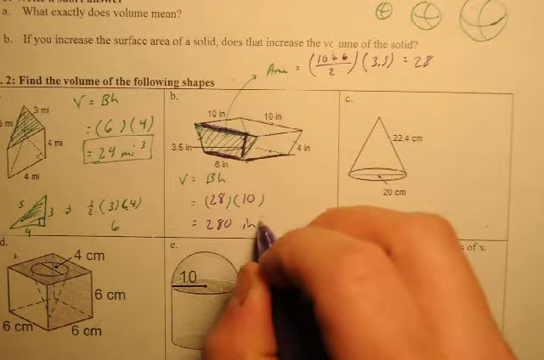 a. What exactly does volume mean?
b. If you increase the surface area of a solid, does that increase the volume of the solid?
Area = (10+6/2)(3.5) = 28
. 2: Find the volume of the following shapes
3 mi
mi
4 mi
4 mi
V = Bh
= (6)(4)
= 24 mi³
5 3 4 → 1/2 (3)(4)
6
b.
10 in
10 in
3.5 in
4 in
6 in
V = Bh
= (28)(10)
= 280 in
c.
22.4 cm
20 cm
d.
4 cm
6 cm
6 cm
6 cm
e.
10
s of x.